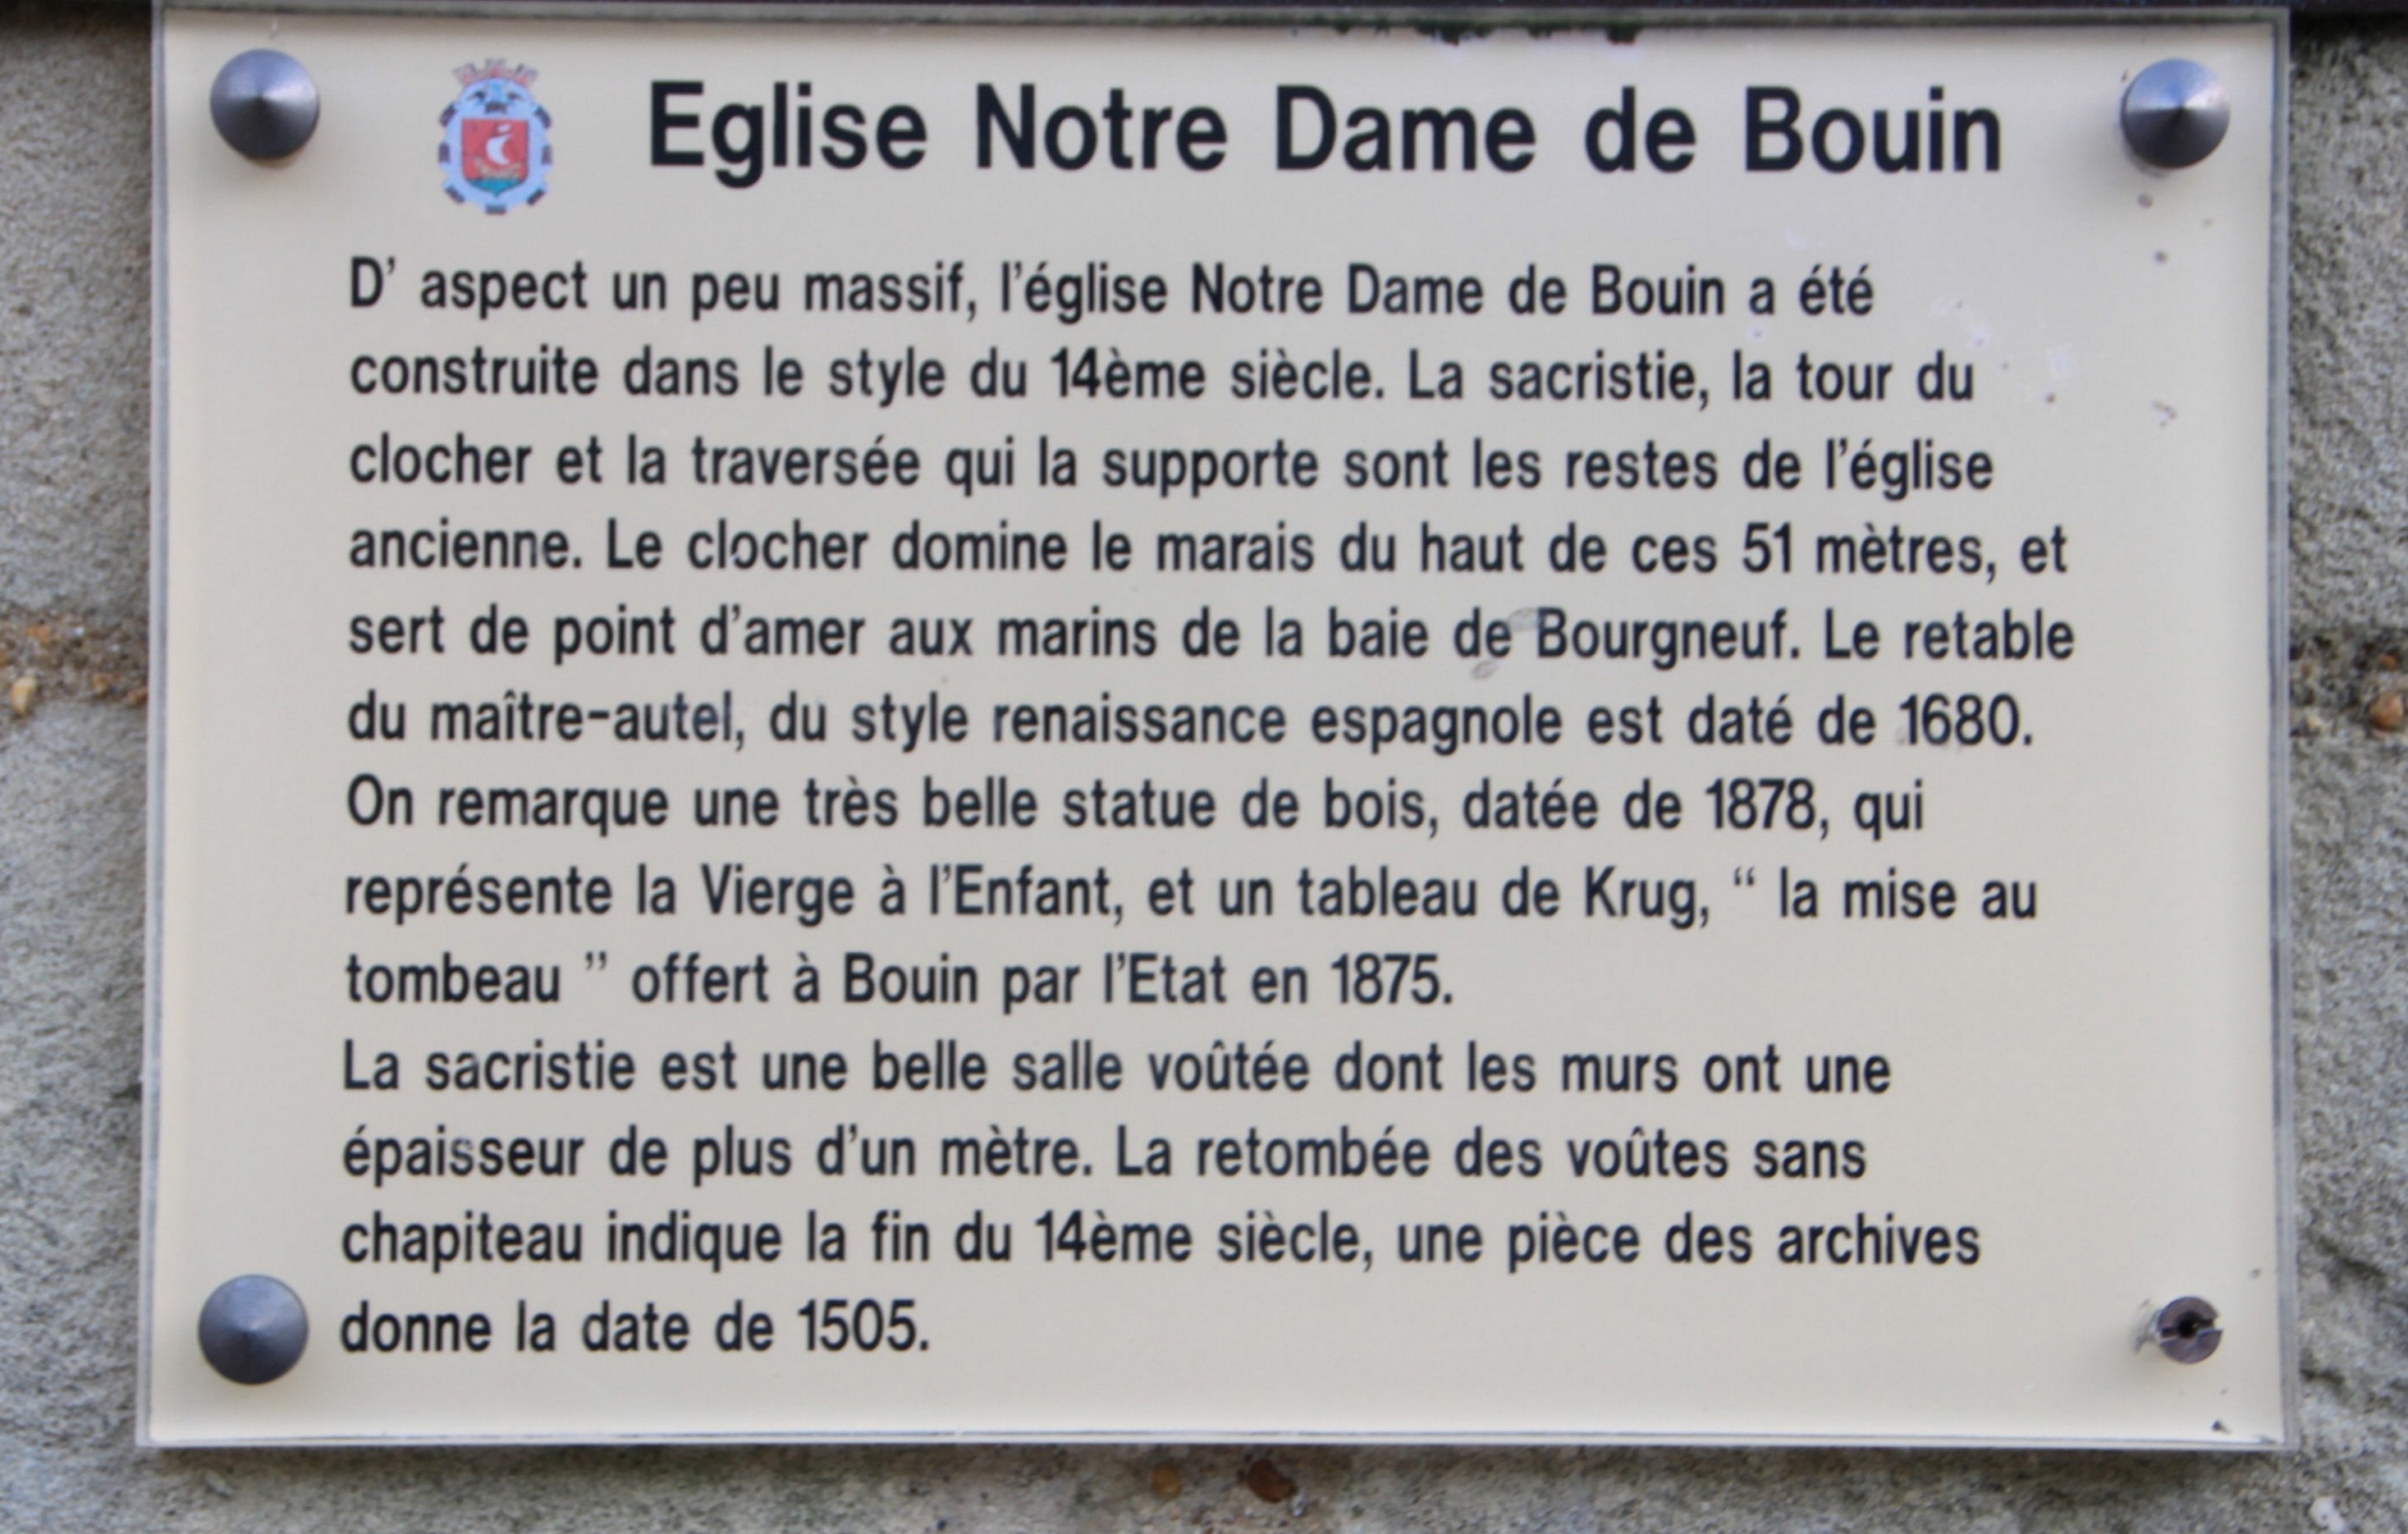 Eglise Notre Dame de Bouin
D' aspect un peu massif, l'église Notre Dame de Bouin a été
construite dans le style du 14ème siècle. La sacristie, la tour du
clocher et la traversée qui la supporte sont les restes de l'église
ancienne. Le clocher domine le marais du haut de ces 51 mètres, et
sert de point d'amer aux marins de la baie de Bourgneuf. Le retable
du maître-autel, du style renaissance espagnole est daté de 1680.
On remarque une très belle statue de bois, datée de 1878, qui
représente la Vierge à l'Enfant, et un tableau de Krug, “ la mise au
tombeau ” offert à Bouin par l'Etat en 1875.
La sacristie est une belle salle voûtée dont les murs ont une
épaisseur de plus d'un mètre. La retombée des voûtes sans
chapiteau indique la fin du 14ème siècle, une pièce des archives
donne la date de 1505.